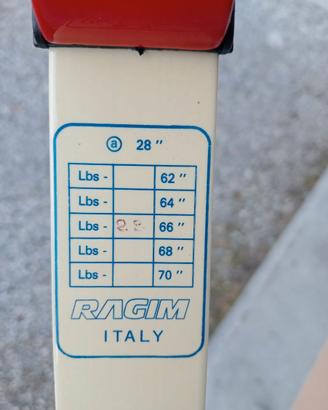 ⓐ 28"
Lbs - 62"
Lbs - 64"
Lbs - 66"
Lbs - 68"
Lbs - 70"
RAGIM
ITALY